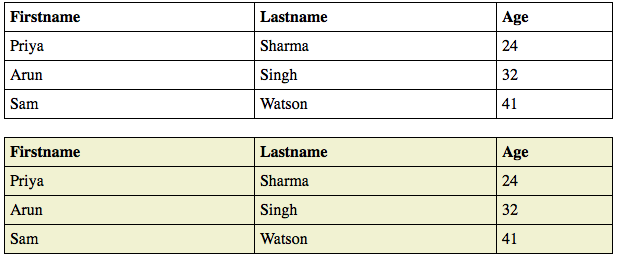 Firstname Lastname Age
Priya Sharma 24
Arun Singh 32
Sam Watson 41
Firstname Lastname Age
Priya Sharma 24
Arun Singh 32
Sam Watson 41